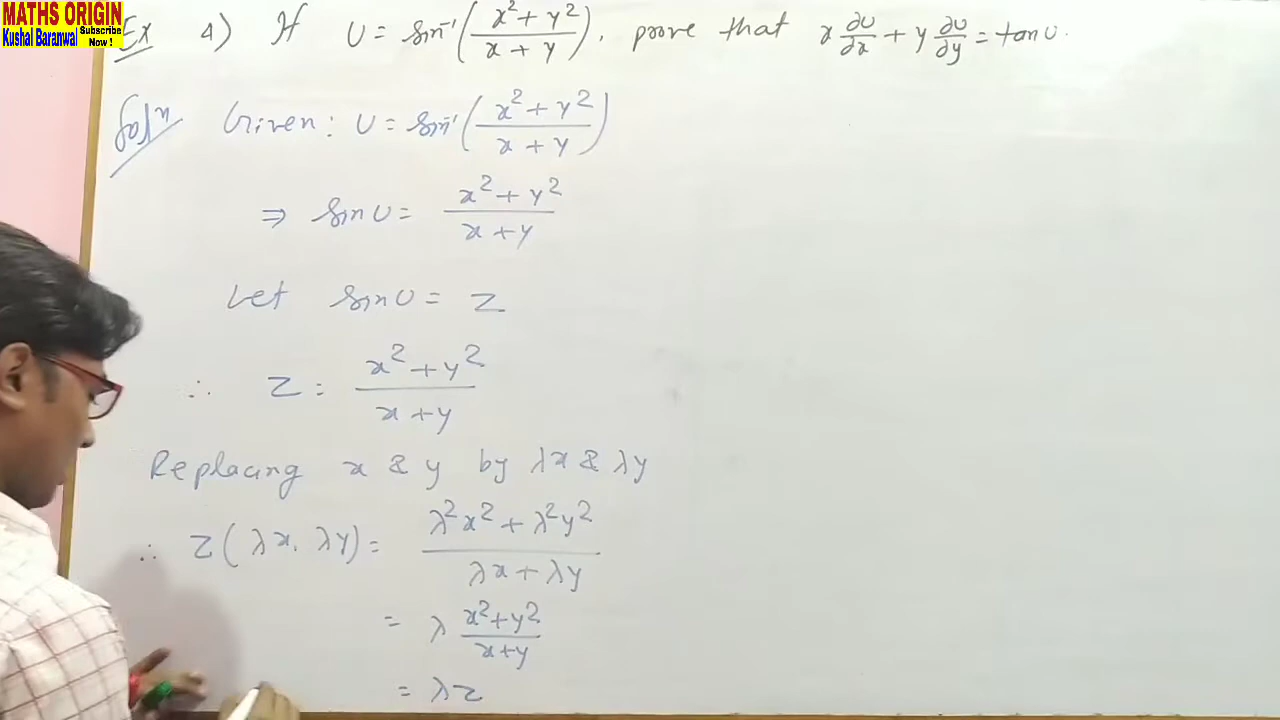 MATHS ORIGIN
Kushal Baranwal Subscribe Now !
Ex 4) If U = sin⁻¹((x² + y²)/(x + y)), prove that x ∂U/∂x + y ∂U/∂y = tan U.
Solⁿ Given: U = sin⁻¹((x² + y²)/(x + y))
⇒ sin U = (x² + y²)/(x + y)
Let sin U = Z
∴ Z = (x² + y²)/(x + y)
Replacing x & y by λx & λy
∴ Z(λx, λy) = (λ²x² + λ²y²)/(λx + λy)
= λ (x² + y²)/(x + y)
= λZ